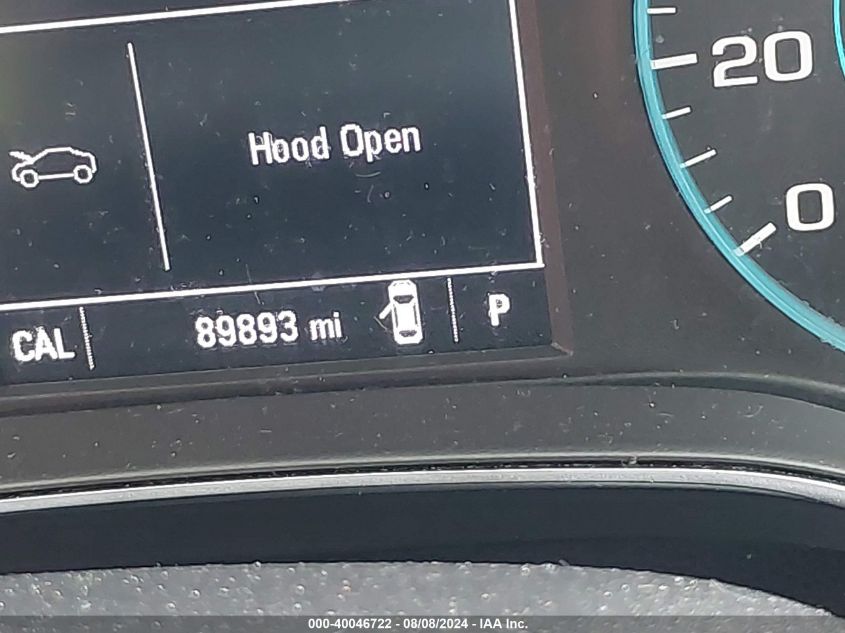 Hood Open
20
0
CAL 89893 mi P
000-40046722 - 08/08/2024 - IAA Inc.